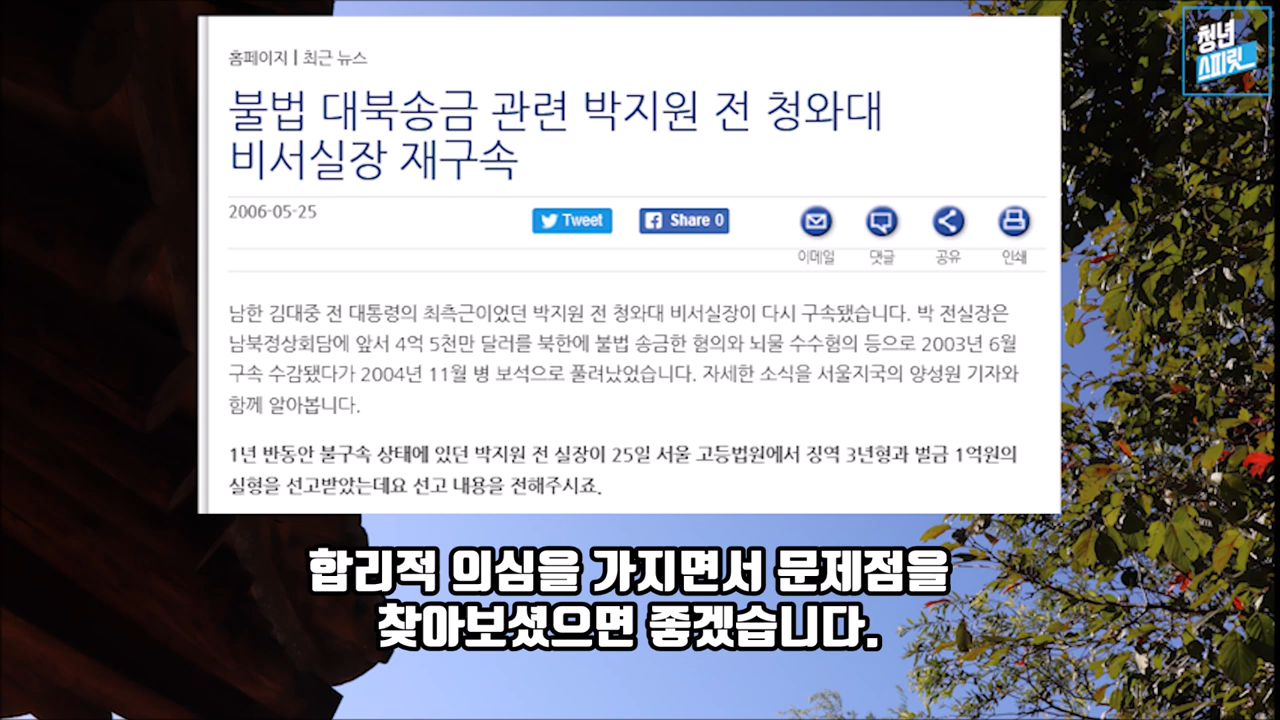 청년
스피릿
홈페이지 | 최근 뉴스
불법 대북송금 관련 박지원 전 청와대
비서실장 재구속
2006-05-25
Tweet
Share 0
이메일
댓글
공유
인쇄
남한 김대중 전 대통령의 최측근이었던 박지원 전 청와대 비서실장이 다시 구속됐습니다. 박 전실장은
남북정상회담에 앞서 4억 5천만 달러를 북한에 불법 송금한 혐의와 뇌물 수수혐의 등으로 2003년 6월
구속 수감됐다가 2004년 11월 병 보석으로 풀려났었습니다. 자세한 소식을 서울지국의 양성원 기자와
함께 알아봅니다.
1년 반동안 불구속 상태에 있던 박지원 전 실장이 25일 서울 고등법원에서 징역 3년형과 벌금 1억원의
실형을 선고받았는데요 선고 내용을 전해주시죠.
합리적 의심을 가지면서 문제점을
찾아보셨으면 좋겠습니다.